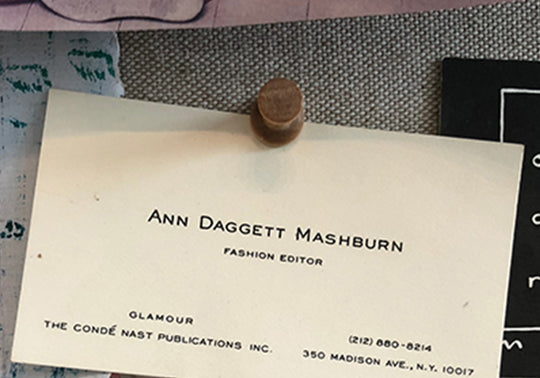 ANN DAGGETT MASHBURN
FASHION EDITOR
GLAMOUR
THE CONDÉ NAST PUBLICATIONS INC.
(212) 880-8214
350 MADISON AVE., N.Y. 10017